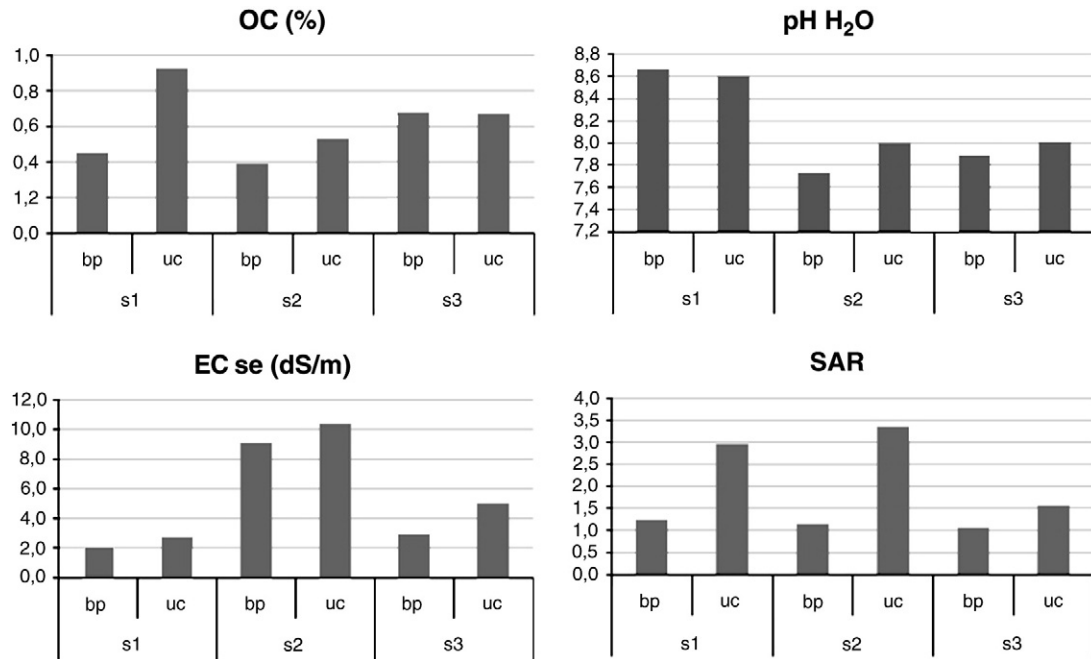 OC (%)
1,0
0,8
0,6
0,4
1,2
0,0
bp uc bp uc bp uc
s1 s2 s3
pH H₂O
8,8
8,6
8,4
8,2
8,0
7,8
7,6
7,4
7,2
bp uc bp uc bp uc
s1 s2 s3
EC se (dS/m)
12,0
10,0
8,0
6,0
4,0
2,0
0,0
bp uc bp uc bp uc
s1 s2 s3
SAR
4,0
3,5
3,0
2,5
2,0
1,5
1,0
0,5
0,0
bp uc bp uc bp uc
s1 s2 s3